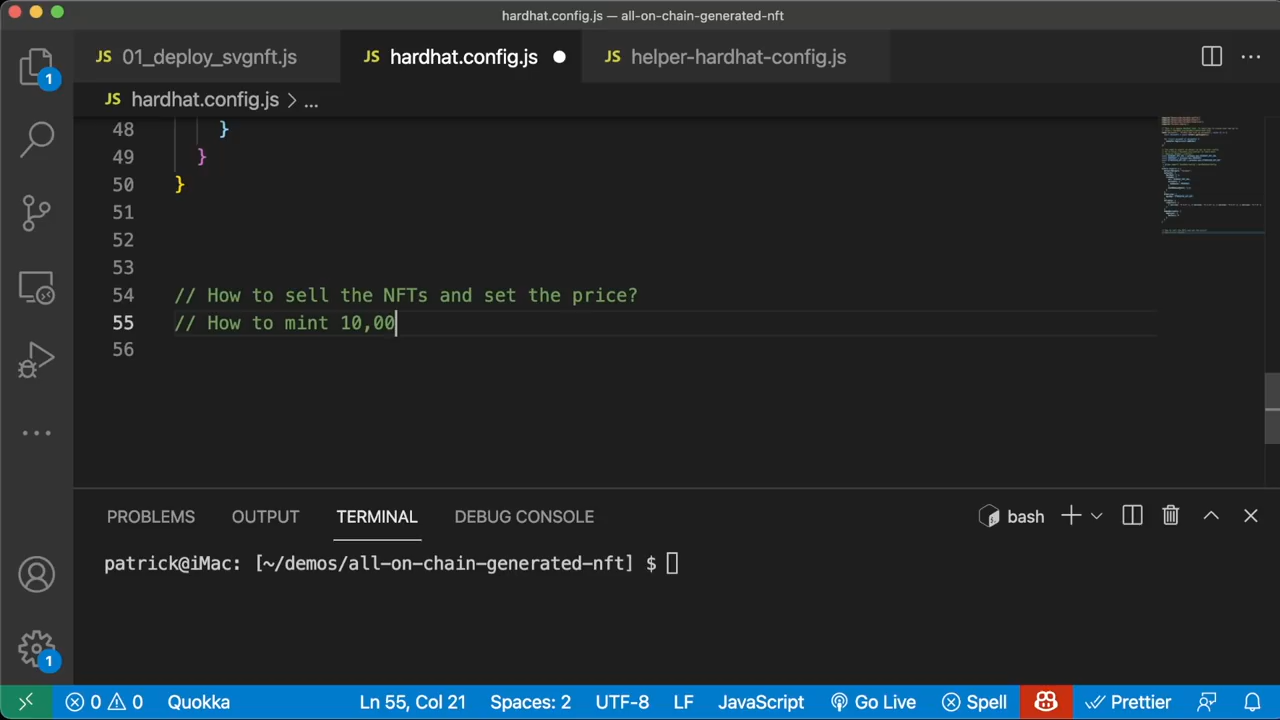 hardhat.config.js — all-on-chain-generated-nft
JS 01_deploy_svgnft.js
JS hardhat.config.js
JS helper-hardhat-config.js
1
JS hardhat.config.js > ...
48 }
49 }
50 }
51
52
53
54 // How to sell the NFTs and set the price?
55 // How to mint 10,00
56
PROBLEMS OUTPUT TERMINAL DEBUG CONSOLE
bash
patrick@iMac: [~/demos/all-on-chain-generated-nft] $
1
0 0 Quokka Ln 55, Col 21 Spaces: 2 UTF-8 LF JavaScript Go Live Spell Prettier